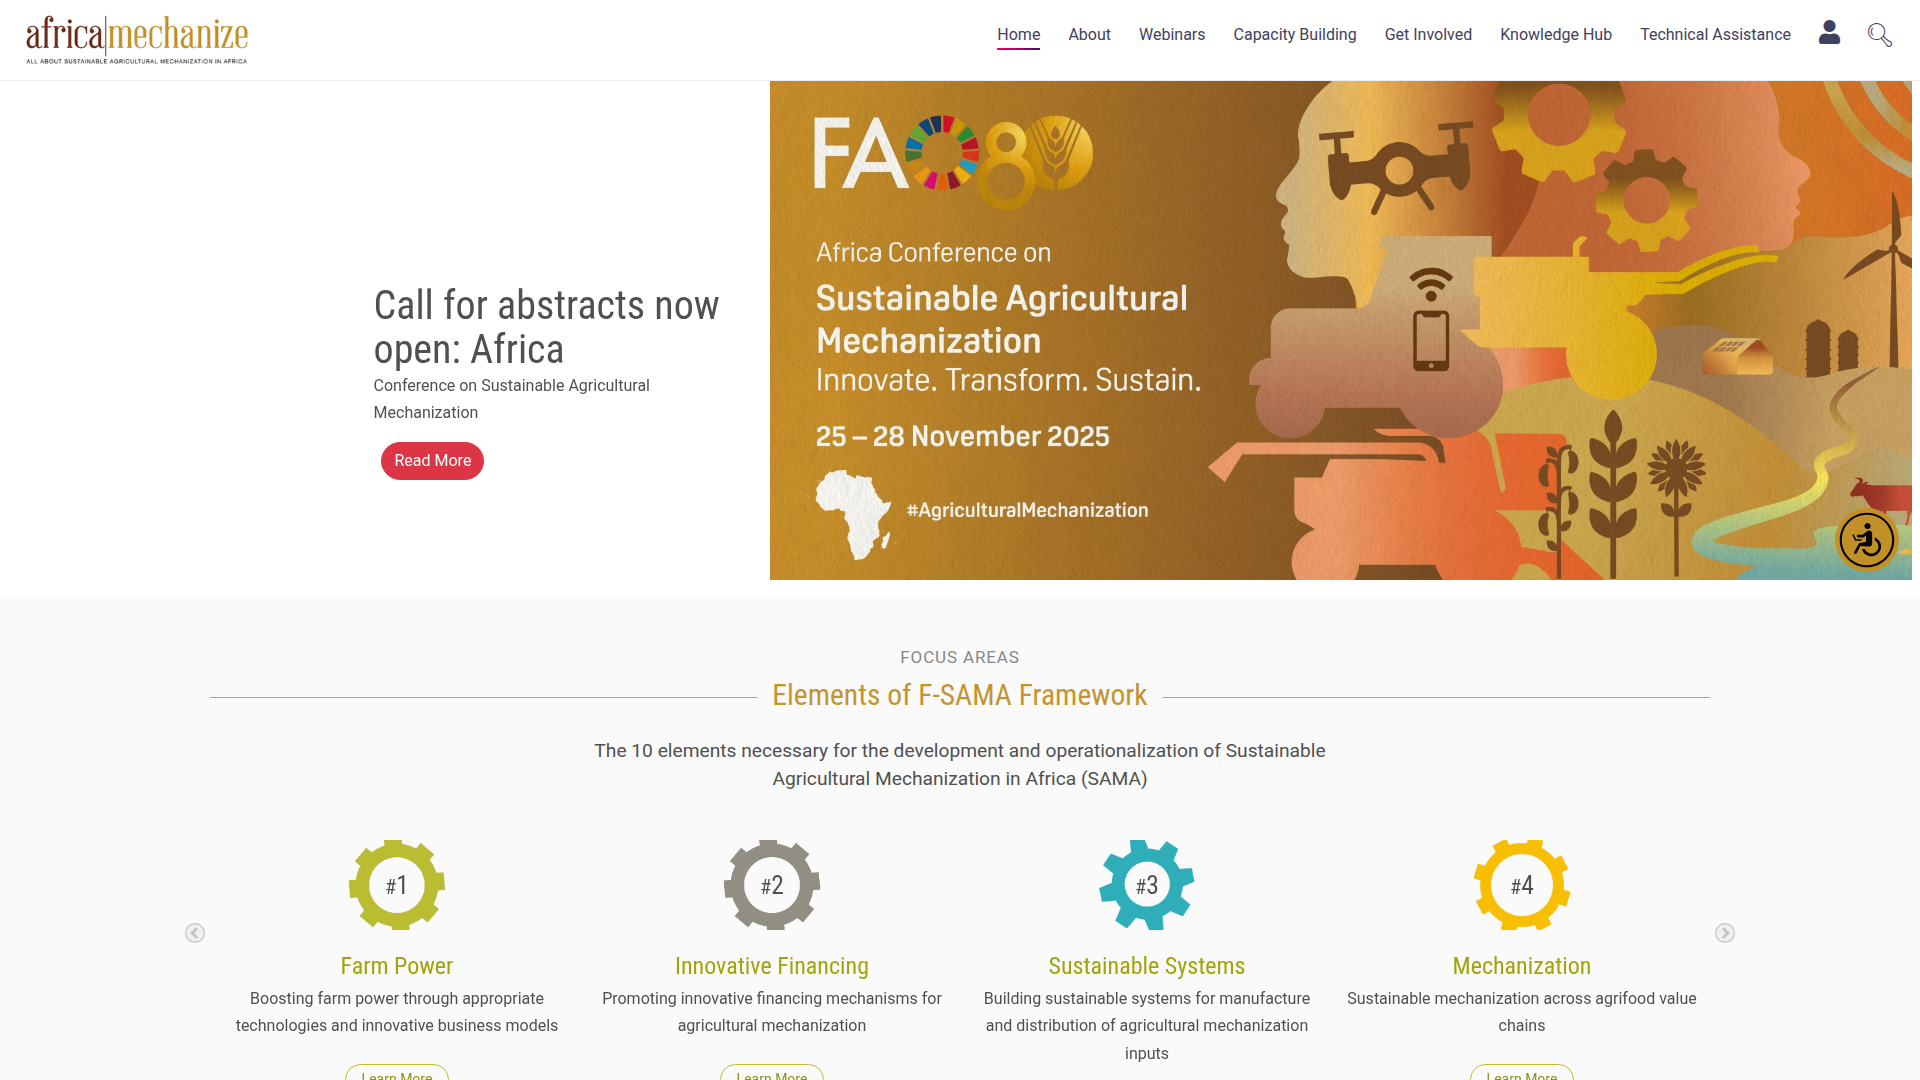 africa|mechanize
ALL ABOUT SUSTAINABLE AGRICULTURAL MECHANIZATION IN AFRICA
Home
About
Webinars
Capacity Building
Get Involved
Knowledge Hub
Technical Assistance
Call for abstracts now
open: Africa
Conference on Sustainable Agricultural
Mechanization
Read More
FAO80
Africa Conference on
Sustainable Agricultural
Mechanization
Innovate. Transform. Sustain.
25 – 28 November 2025
#AgriculturalMechanization
FOCUS AREAS
Elements of F-SAMA Framework
The 10 elements necessary for the development and operationalization of Sustainable
Agricultural Mechanization in Africa (SAMA)
#1
Farm Power
Boosting farm power through appropriate
technologies and innovative business models
Learn More
#2
Innovative Financing
Promoting innovative financing mechanisms for
agricultural mechanization
Learn More
#3
Sustainable Systems
Building sustainable systems for manufacture
and distribution of agricultural mechanization
inputs
#4
Mechanization
Sustainable mechanization across agrifood value
chains
Learn More